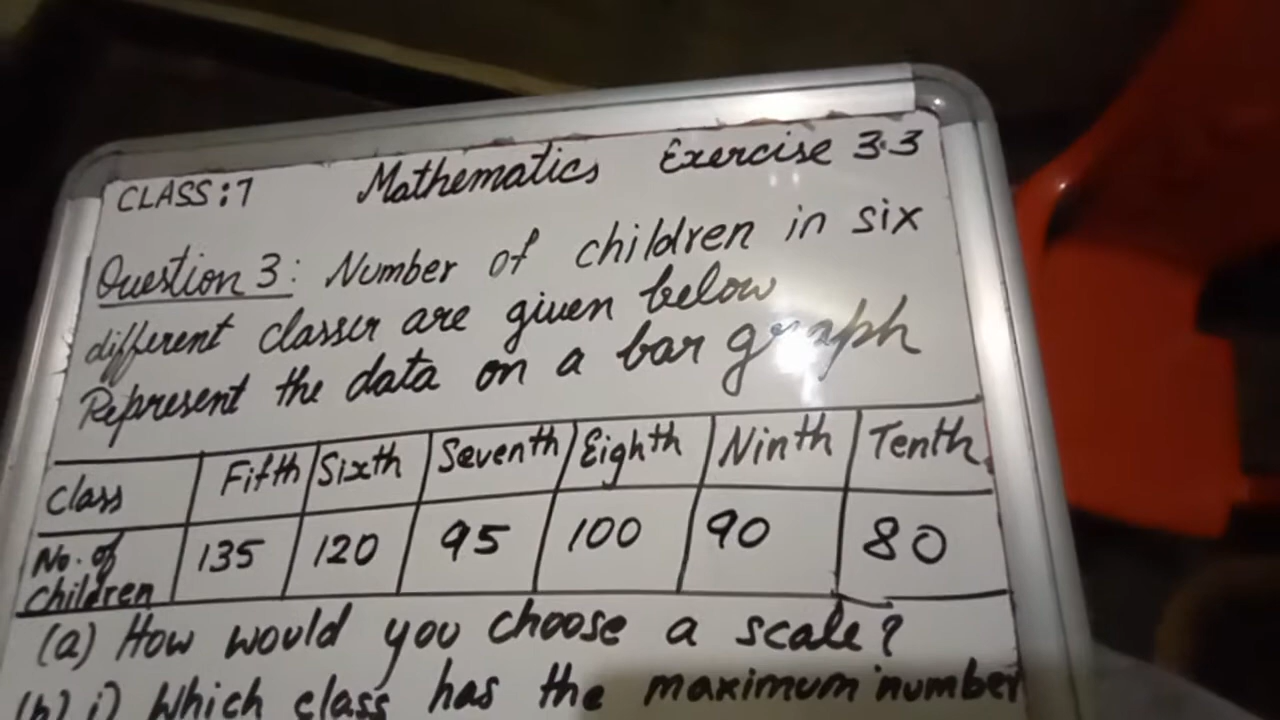 CLASS: 7 Mathematics Exercise 3.3
Question 3: Number of children in six
different classes are given below
Represent the data on a bar graph
Class Fifth Sixth Seventh Eighth Ninth Tenth
No. of children 135 120 95 100 90 80
(a) How would you choose a scale?
(b) i) Which class has the maximum number